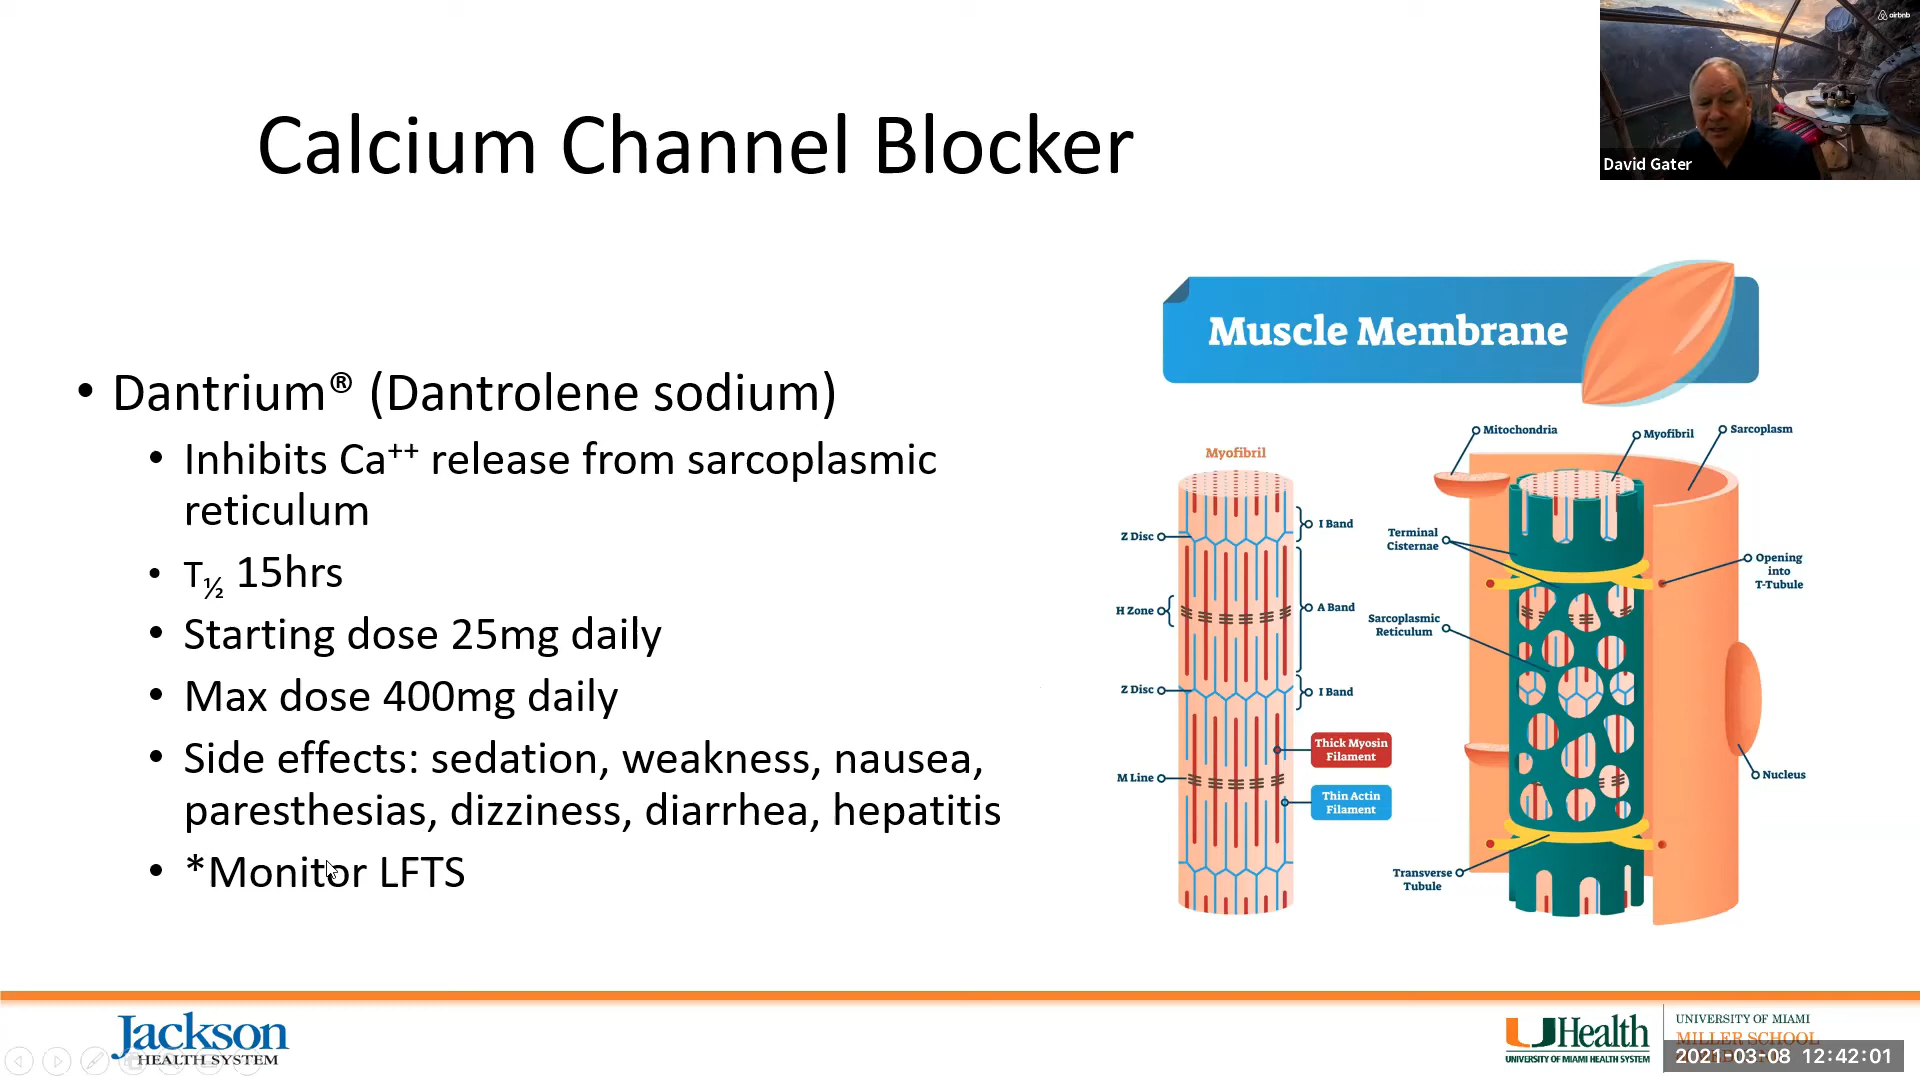 airbnb
David Gater
Calcium Channel Blocker
• Dantrium® (Dantrolene sodium)
• Inhibits Ca⁺⁺ release from sarcoplasmic
reticulum
• T½ 15hrs
• Starting dose 25mg daily
• Max dose 400mg daily
• Side effects: sedation, weakness, nausea,
paresthesias, dizziness, diarrhea, hepatitis
• *Monitor LFTS
Muscle Membrane
Myofibril
I Band
Z Disc
H Zone
A Band
Z Disc
I Band
Thick Myosin
Filament
M Line
Thin Actin
Filament
Mitochondria
Myofibril
Sarcoplasm
Terminal
Cisternae
Opening
into
T-Tubule
Sarcoplasmic
Reticulum
Nucleus
Transverse
Tubule
Jackson
HEALTH SYSTEM
UHealth
UNIVERSITY OF MIAMI HEALTH SYSTEM
UNIVERSITY OF MIAMI
MILLER SCHOOL
2021-03-08 12:42:01